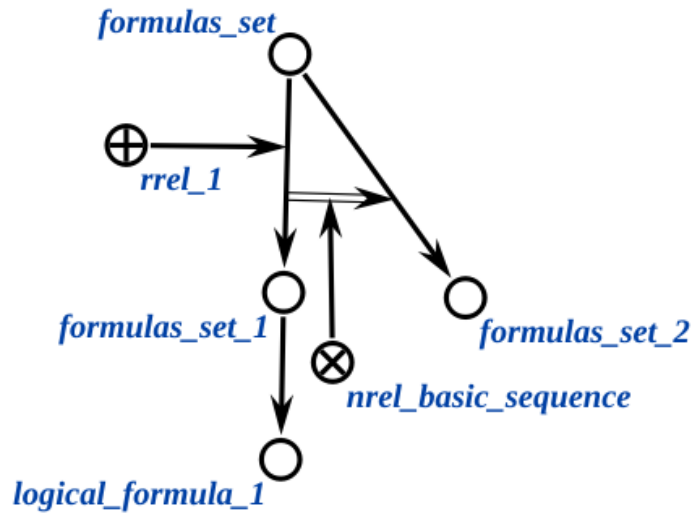 formulas_set
rrel_1
formulas_set_1
formulas_set_2
nrel_basic_sequence
logical_formula_1